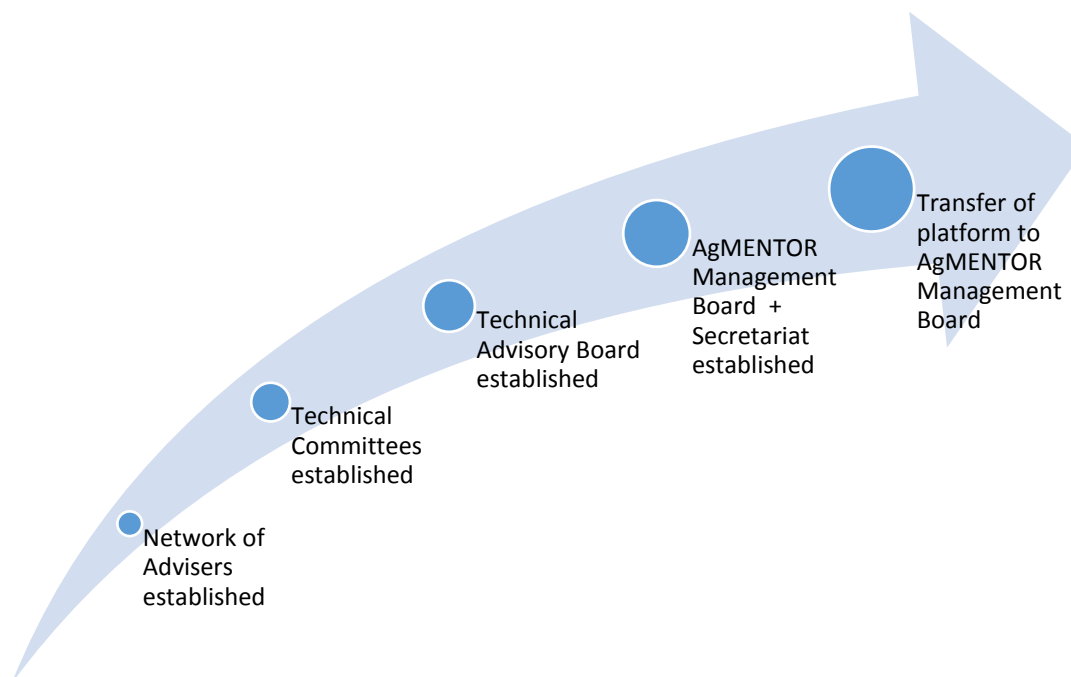 Network of
Advisers
established
Technical
Committees
established
Technical
Advisory Board
established
AgMENTOR
Management
Board +
Secretariat
established
Transfer of
platform to
AgMENTOR
Management
Board